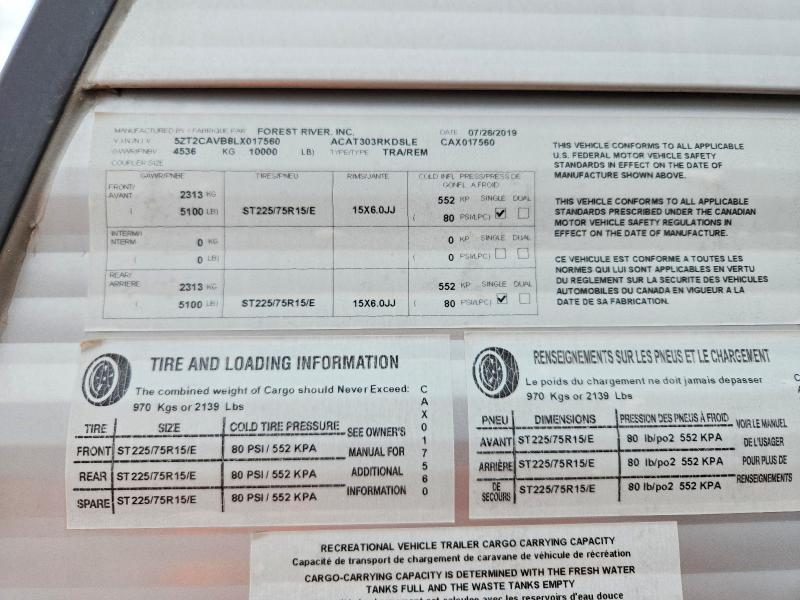 MANUFACTURED BY / FABRIQUE PAR FOREST RIVER, INC. DATE 07/26/2019
V.I.N./N.I.V 5ZT2CAVB8LX017560 ACAT303RKDSLE CAX017560
GVWR/PNBV 4536 KG 10000 LB) TYPE/TYPE TRA/REM
COUPLER SIZE
GAWR/PNBE TIRES/PNEU RIMS/JANTE COLD INFL PRESS/PRESS DE GONFL A FROID
FRONT/ AVANT 2313 KG 552 KP SINGLE DUAL
( 5100 LB) ST225/75R15/E 15X6.0JJ ( 80 PSI/LPC)
INTERM/ INTERM 0 KG 0 KP SINGLE DUAL
( 0 LB) ( 0 PSI/LPC)
REAR/ ARRIERE 2313 KG 552 KP SINGLE DUAL
( 5100 LB) ST225/75R15/E 15X6.0JJ ( 80 PSI/LPC)
THIS VEHICLE CONFORMS TO ALL APPLICABLE
U.S. FEDERAL MOTOR VEHICLE SAFETY
STANDARDS IN EFFECT ON THE DATE OF
MANUFACTURE SHOWN ABOVE.
THIS VEHICLE CONFORMS TO ALL APPLICABLE
STANDARDS PRESCRIBED UNDER THE CANADIAN
MOTOR VEHICLE SAFETY REGULATIONS IN
EFFECT ON THE DATE OF MANUFACTURE.
CE VEHICULE EST CONFORME A TOUTES LES
NORMES QUI LUI SONT APPLICABLES EN VERTU
DU REGLEMENT SUR LA SECURITE DES VEHICULES
AUTOMOBILES DU CANADA EN VIGUEUR A LA
DATE DE SA FABRICATION.
TIRE AND LOADING INFORMATION
The combined weight of Cargo should Never Exceed:
970 Kgs or 2139 Lbs
TIRE SIZE COLD TIRE PRESSURE
FRONT ST225/75R15/E 80 PSI / 552 KPA
REAR ST225/75R15/E 80 PSI / 552 KPA
SPARE ST225/75R15/E 80 PSI / 552 KPA
SEE OWNER'S
MANUAL FOR
ADDITIONAL
INFORMATION
CAX017560
RENSEIGNEMENTS SUR LES PNEUS ET LE CHARGEMENT
Le poids du chargement ne doit jamais depasser
970 Kgs or 2139 Lbs
PNEU DIMENSIONS PRESSION DES PNEUS À FROID
AVANT ST225/75R15/E 80 lb/po2 552 KPA
ARRIÈRE ST225/75R15/E 80 lb/po2 552 KPA
DE SECOURS ST225/75R15/E 80 lb/po2 552 KPA
VOIR LE MANUEL
DE L'USAGER
POUR PLUS DE
RENSEIGNEMENTS
C
A
RECREATIONAL VEHICLE TRAILER CARGO CARRYING CAPACITY
Capacité de transport de chargement de caravane de véhicule de récréation
CARGO-CARRYING CAPACITY IS DETERMINED WITH THE FRESH WATER
TANKS FULL AND THE WASTE TANKS EMPTY
les reservoirs d'eau douce